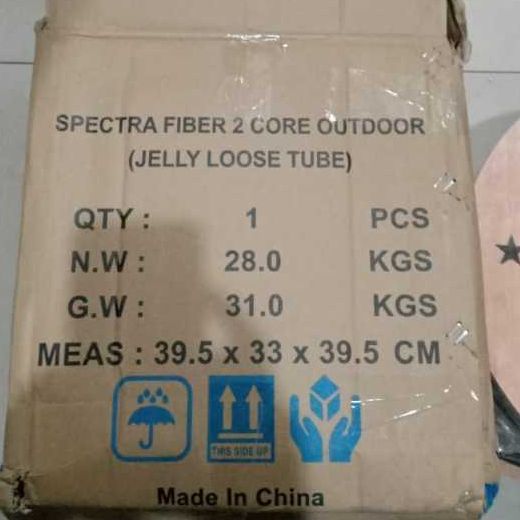 SPECTRA FIBER 2 CORE OUTDOOR
(JELLY LOOSE TUBE)
QTY : 1 PCS
N.W : 28.0 KGS
G.W : 31.0 KGS
MEAS : 39.5 x 33 x 39.5 CM
THIS SIDE UP
Made In China